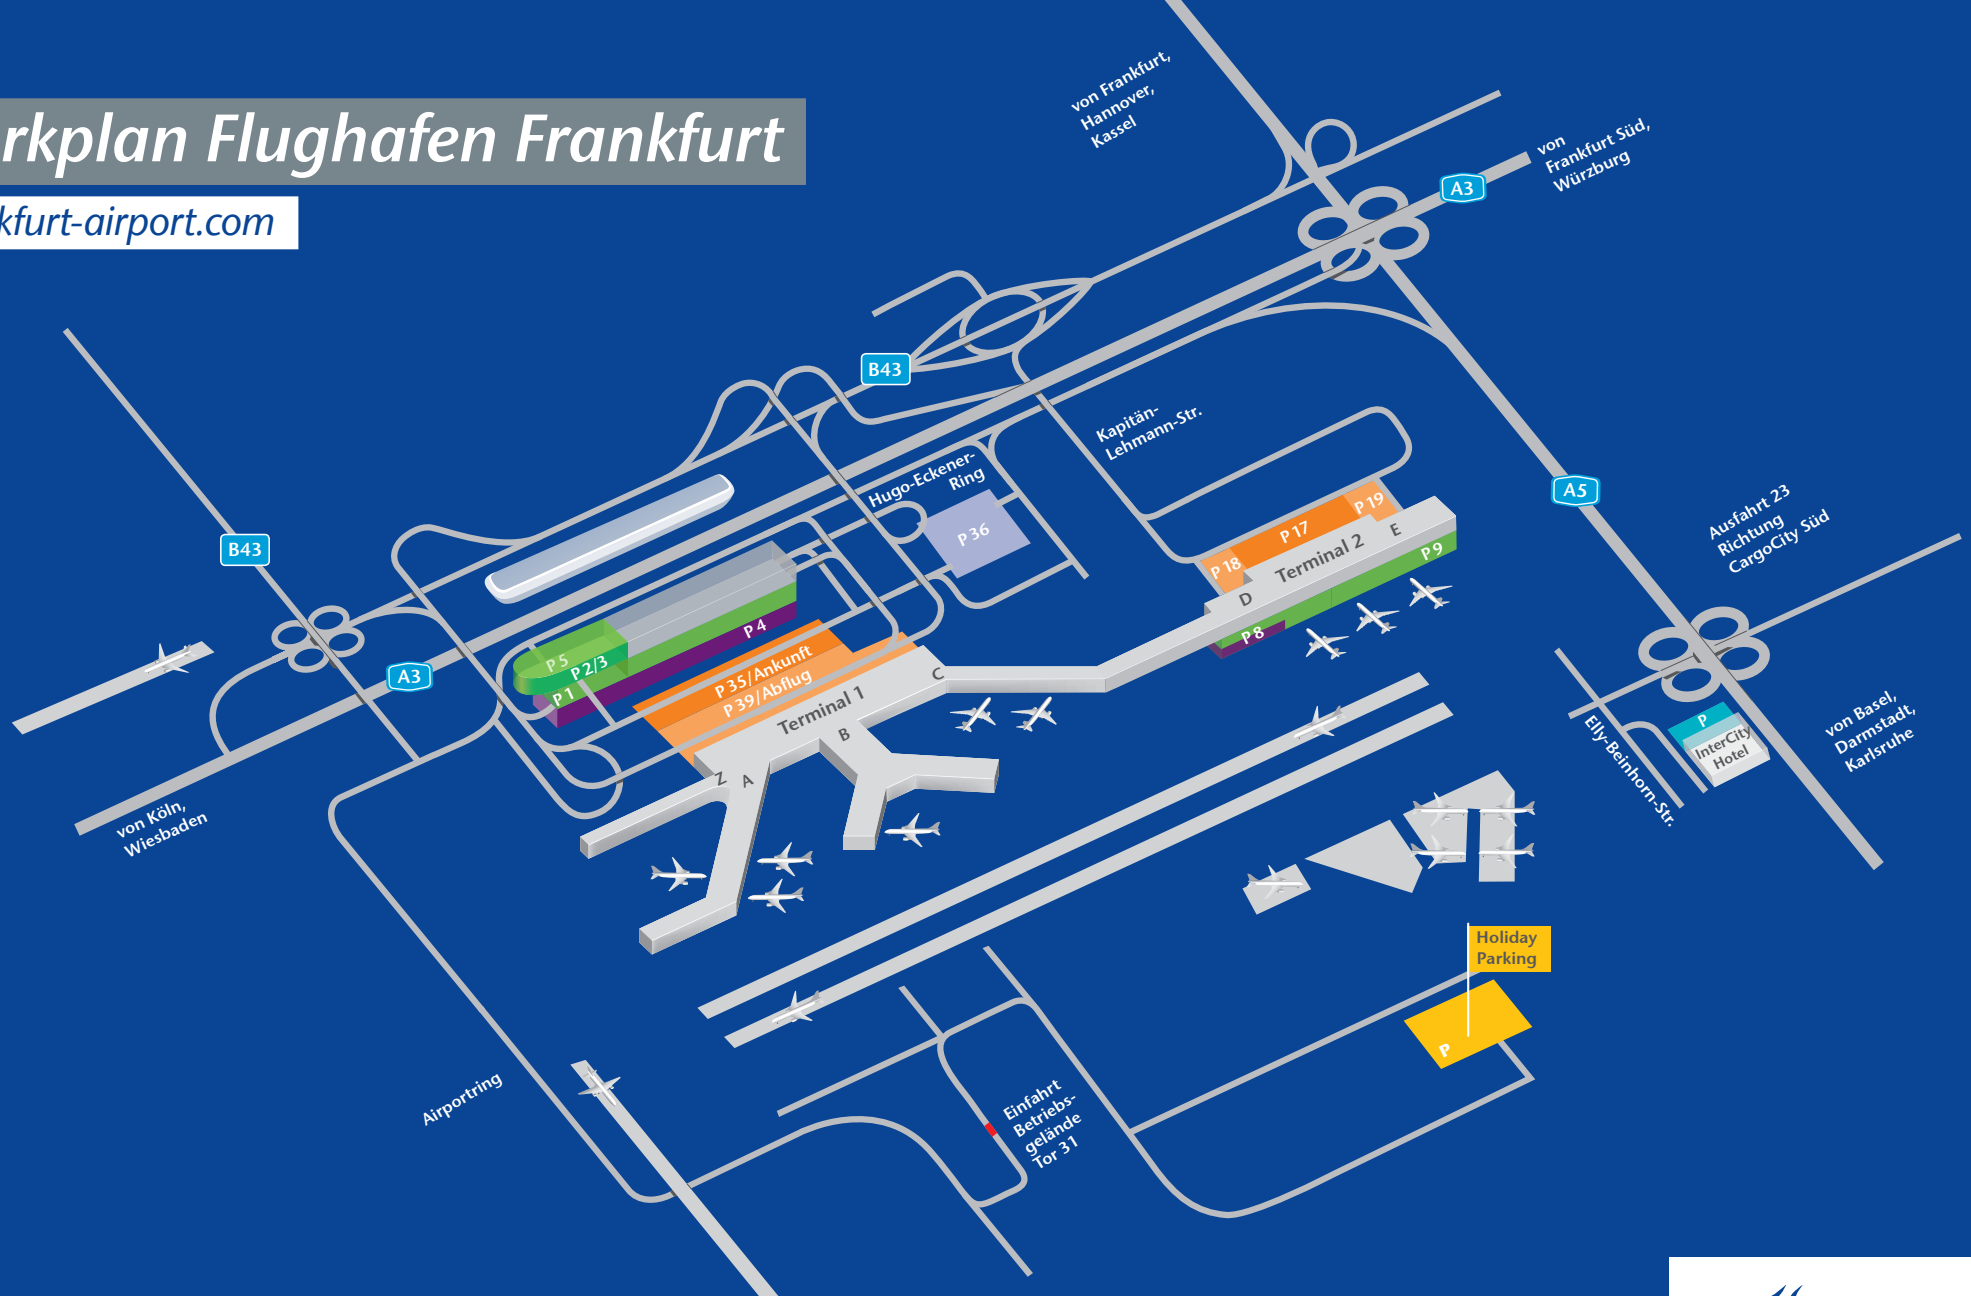 rkplan Flughafen Frankfurt
kfurt-airport.com
von Frankfurt,
Hannover,
Kassel
von
Frankfurt Süd,
Würzburg
A3
B43
Kapitän-
Lehmann-Str.
Hugo-Eckener-
Ring
P 36
A5
Ausfahrt 23
Richtung
CargoCity Süd
B43
P 19
P 17
P 18
Terminal 2
E
D
P 9
P 8
P 4
P 5
P 2/3
P 1
A3
P 35/Ankunft
P 39/Abflug
Terminal 1
C
B
Z
A
P
InterCity
Hotel
Elly-Beinhorn-Str.
von Basel,
Darmstadt,
Karlsruhe
von Köln,
Wiesbaden
Holiday
Parking
P
Airportring
Einfahrt
Betriebs-
gelände
Tor 31